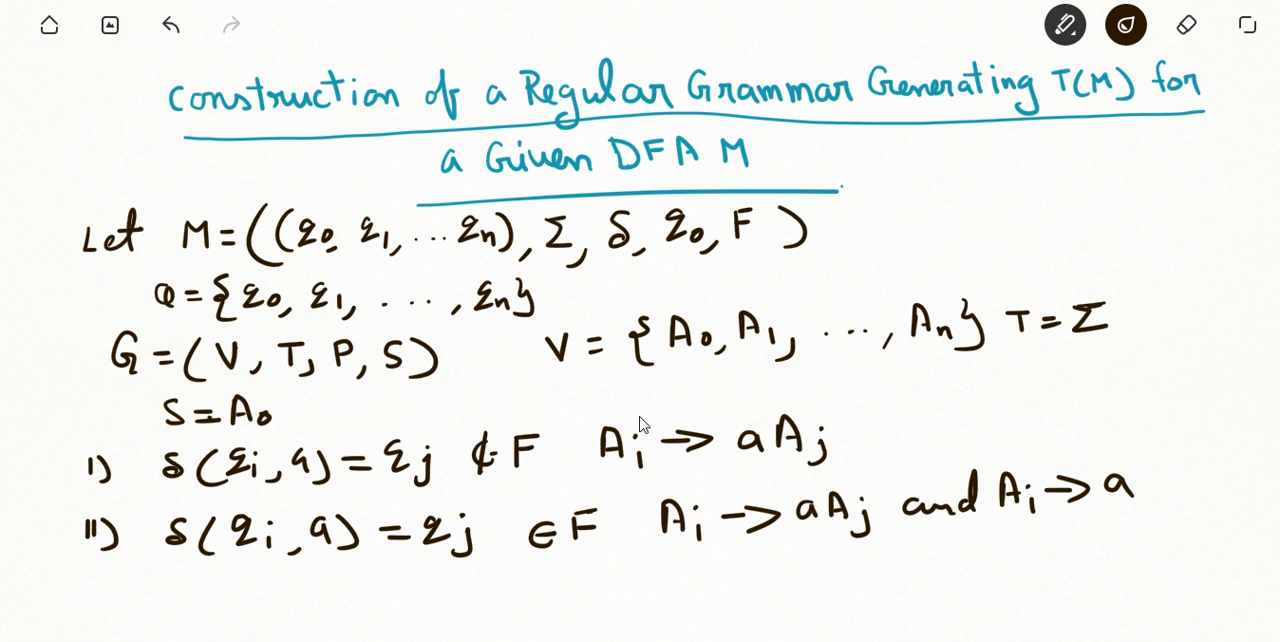 Construction of a Regular Grammar Generating T(M) for
a Given DFA M
Let M=((q0, q1, ... qn), Σ, δ, q0, F )
Q={q0, q1, ..., qn}
G=(V, T, P, S) V = {A0, A1, ..., An} T=Σ
S=A0
i) δ(qi, a) = qj ∉ F Ai → aAj
ii) δ(qi, a) = qj ∈ F Ai → aAj and Ai → a